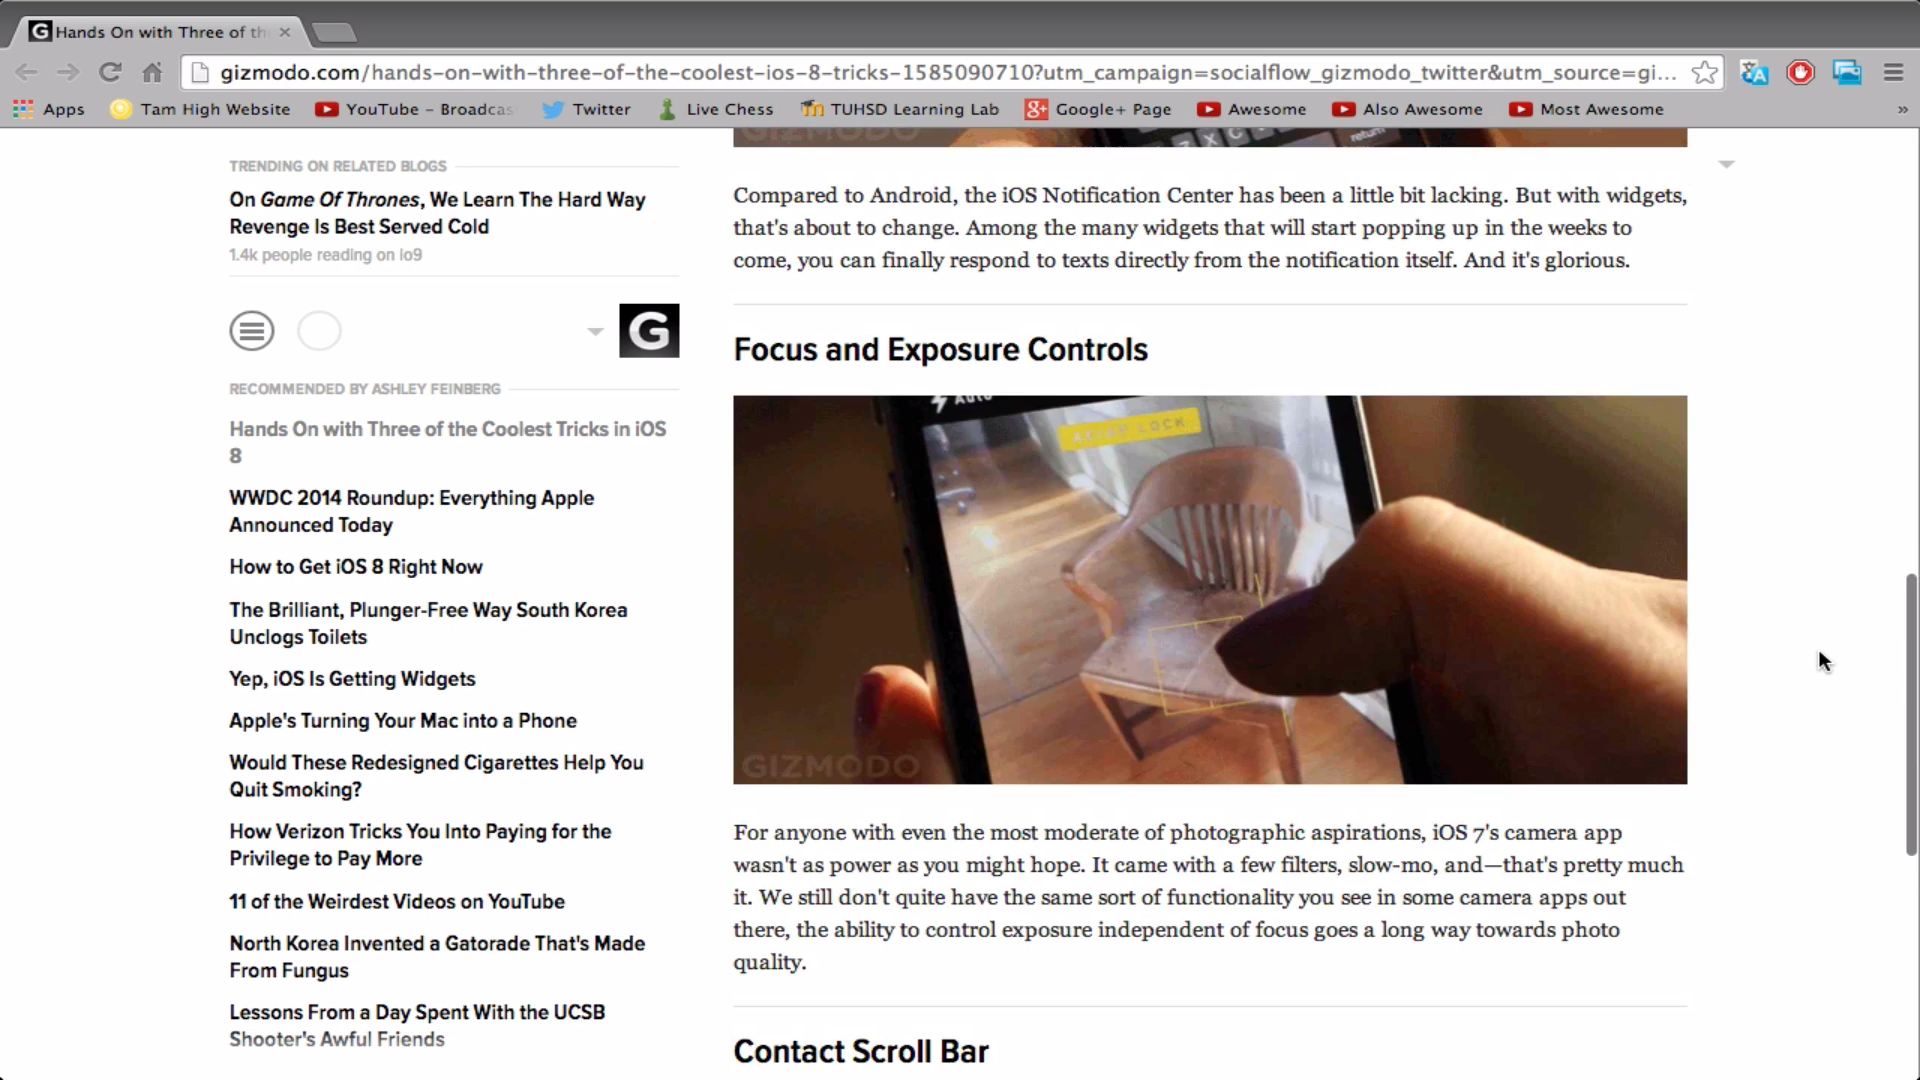 Hands On with Three of th
gizmodo.com/hands-on-with-three-of-the-coolest-ios-8-tricks-1585090710?utm_campaign=socialflow_gizmodo_twitter&utm_source=gi...
Apps Tam High Website YouTube - Broadcas Twitter Live Chess TUHSD Learning Lab Google+ Page Awesome Also Awesome Most Awesome »
TRENDING ON RELATED BLOGS
On Game Of Thrones, We Learn The Hard Way
Revenge Is Best Served Cold
1.4k people reading on io9
G
RECOMMENDED BY ASHLEY FEINBERG
Hands On with Three of the Coolest Tricks in iOS
8
WWDC 2014 Roundup: Everything Apple
Announced Today
How to Get iOS 8 Right Now
The Brilliant, Plunger-Free Way South Korea
Unclogs Toilets
Yep, iOS Is Getting Widgets
Apple's Turning Your Mac into a Phone
Would These Redesigned Cigarettes Help You
Quit Smoking?
How Verizon Tricks You Into Paying for the
Privilege to Pay More
11 of the Weirdest Videos on YouTube
North Korea Invented a Gatorade That's Made
From Fungus
Lessons From a Day Spent With the UCSB
Shooter's Awful Friends
GIZMODO
return
Compared to Android, the iOS Notification Center has been a little bit lacking. But with widgets,
that's about to change. Among the many widgets that will start popping up in the weeks to
come, you can finally respond to texts directly from the notification itself. And it's glorious.
Focus and Exposure Controls
Auto
LOCK
GIZMODO
For anyone with even the most moderate of photographic aspirations, iOS 7's camera app
wasn't as power as you might hope. It came with a few filters, slow-mo, and—that's pretty much
it. We still don't quite have the same sort of functionality you see in some camera apps out
there, the ability to control exposure independent of focus goes a long way towards photo
quality.
Contact Scroll Bar